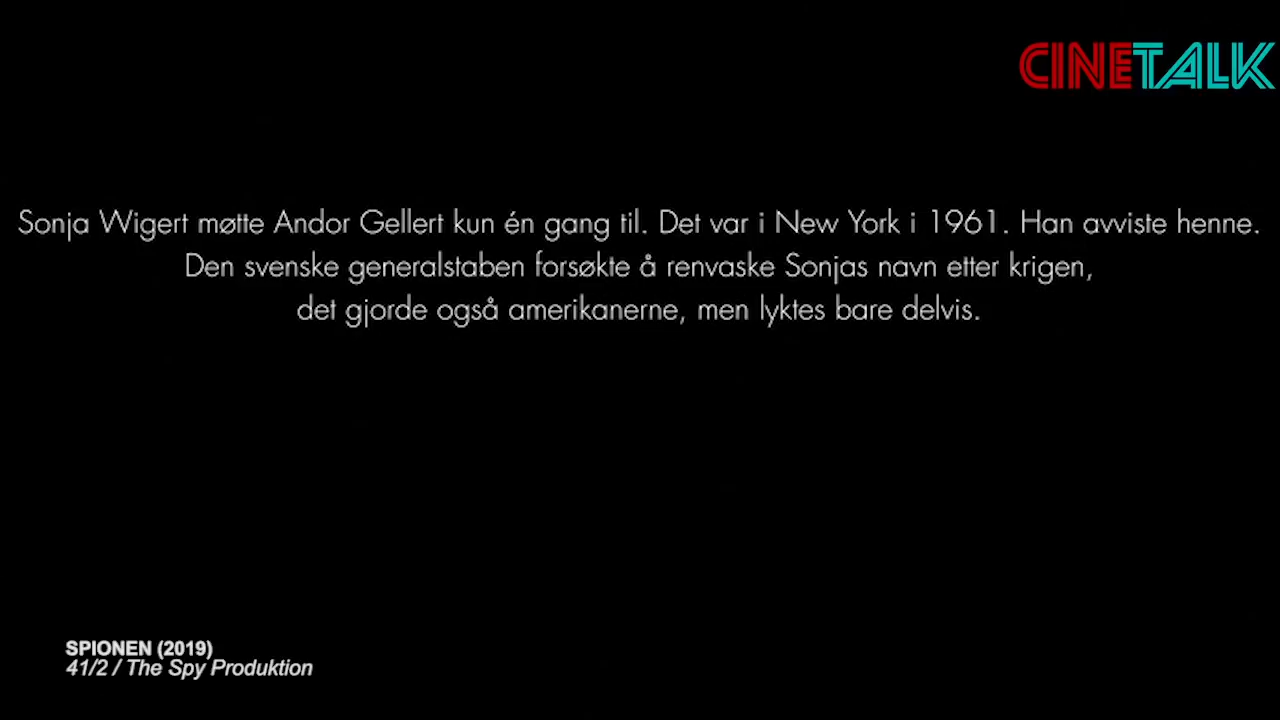 CINETALK
Sonja Wigert møtte Andor Gellert kun én gang til. Det var i New York i 1961. Han avviste henne.
Den svenske generalstaben forsøkte å renvaske Sonjas navn etter krigen,
det gjorde også amerikanerne, men lyktes bare delvis.
SPIONEN (2019)
41/2 / The Spy Produktion